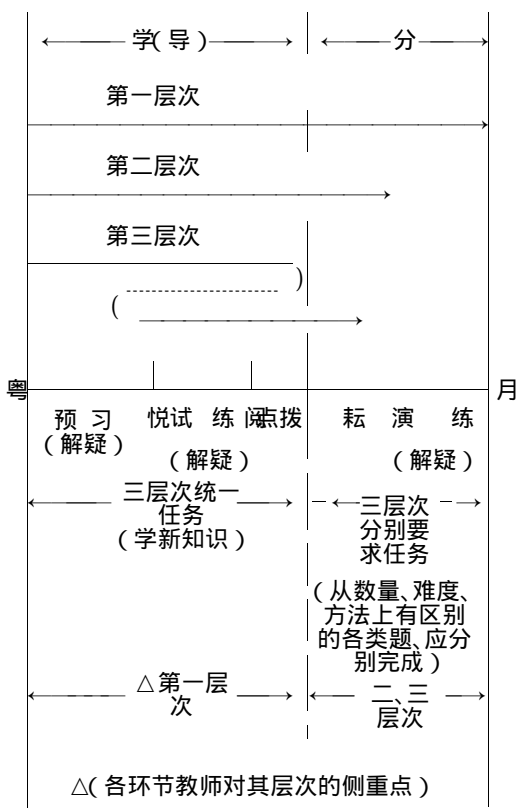 学(导) 分
第一层次
第二层次
第三层次
( )
粤 月
预 习 悦试 练 阅点拨 耘 演 练
(解疑) (解疑) (解疑)
三层次统一 三层次
任务 分别要
(学新知识) 求任务
(从数量、难度、
方法上有区别
的各类题、应分
别完成)
△第一层 二、三
次 层次
△(各环节教师对其层次的侧重点)